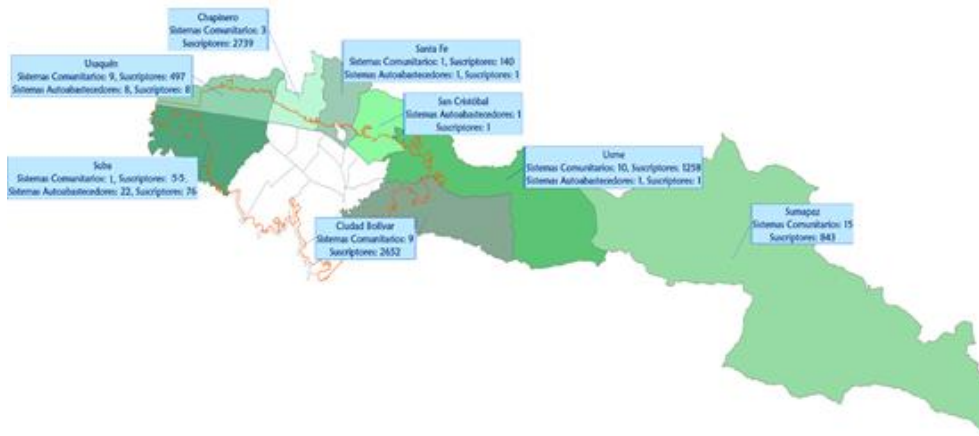 Chapinero
Sistemas Comunitarios: 3
Suscriptores: 2739
Santa Fe
Sistemas Comunitarios: 1, Suscriptores: 140
Sistemas Autoabastecedores: 1, Suscriptores: 1
Usaquén
Sistemas Comunitarios: 9, Suscriptores: 497
Sistemas Autoabastecedores: 8, Suscriptores: 8
San Cristóbal
Sistemas Autoabastecedores: 1
Suscriptores: 1
Suba
Sistemas Comunitarios: 1, Suscriptores:
Sistemas Autoabastecedores: 22, Suscriptores: 76
Usme
Sistemas Comunitarios: 10, Suscriptores: 1258
Sistemas Autoabastecedores: 1, Suscriptores: 1
Sumapaz
Sistemas Comunitarios: 15
Suscriptores: 843
Ciudad Bolívar
Sistemas Comunitarios: 9
Suscriptores: 2652